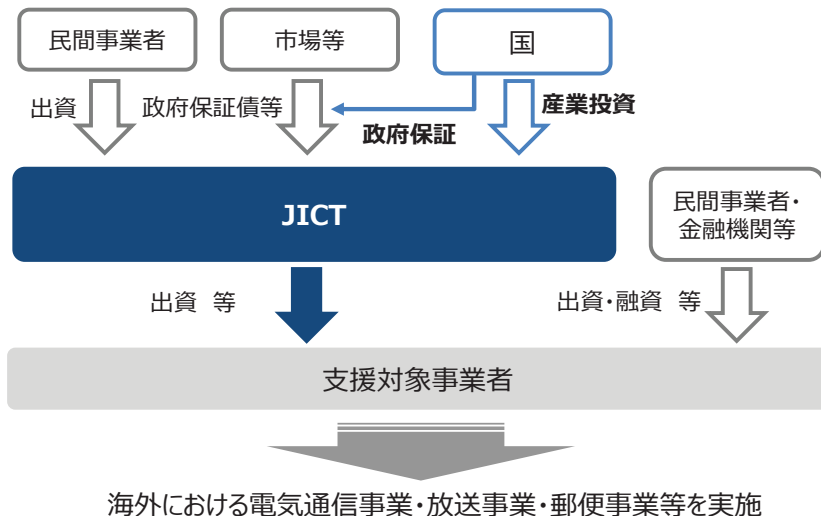 民間事業者
市場等
国
出資
政府保証債等
産業投資
政府保証
JICT
民間事業者・
金融機関等
出資 等
出資・融資 等
支援対象事業者
海外における電気通信事業・放送事業・郵便事業等を実施